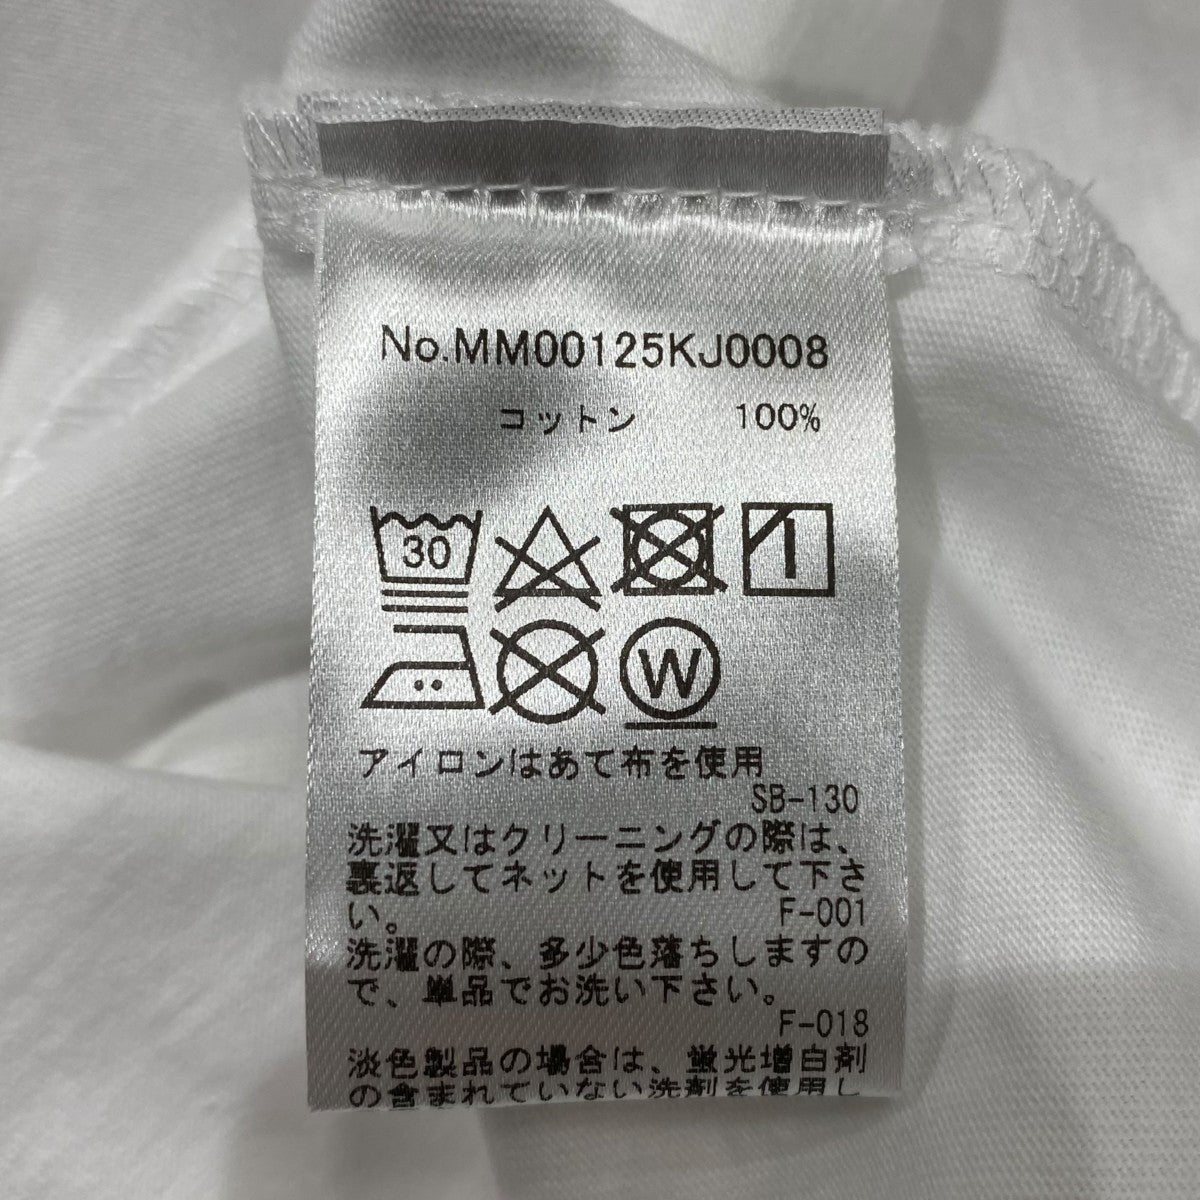 No.MM00125KJ0008
コットン 100%
30
W
アイロンはあて布を使用
SB-130
洗濯又はクリーニングの際は、
裏返してネットを使用して下さ
い。 F-001
洗濯の際、多少色落ちしますの
で、単品でお洗い下さい。
F-018
淡色製品の場合は、蛍光増白剤
の含まれていない洗剤を使用し